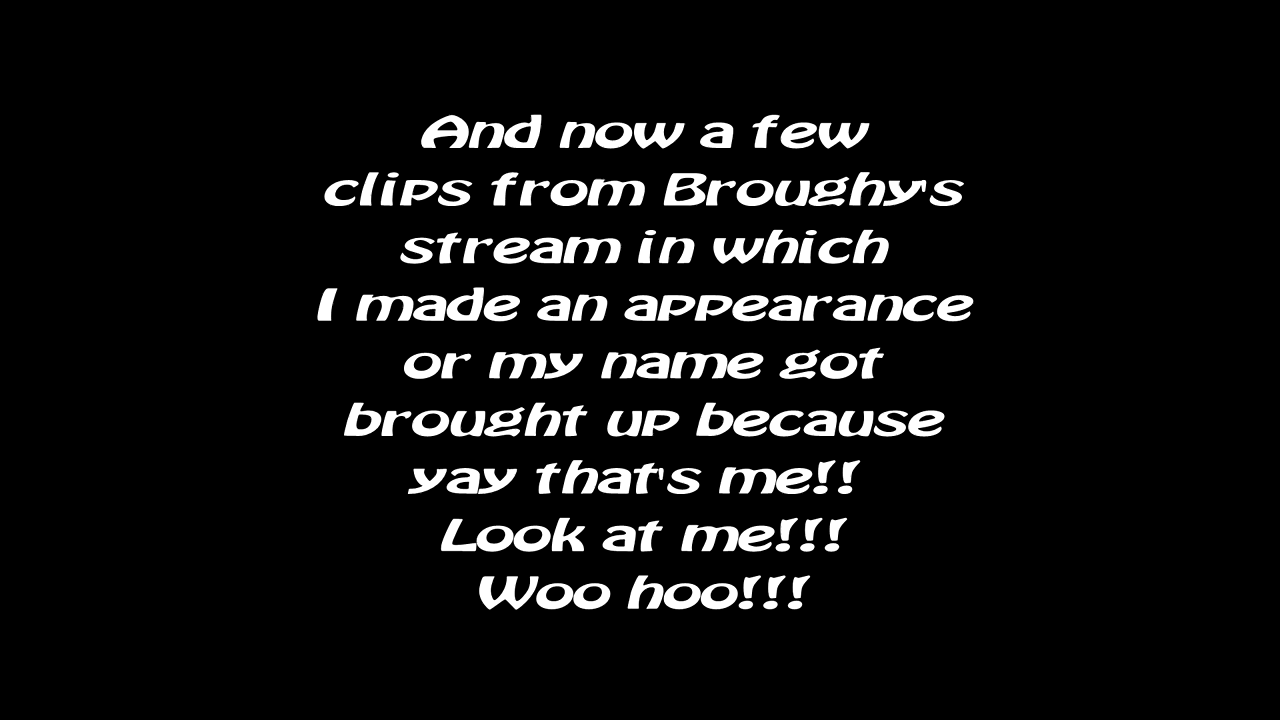 And now a few
clips from Broughy's
stream in which
I made an appearance
or my name got
brought up because
yay that's me!!
Look at me!!!
Woo hoo!!!